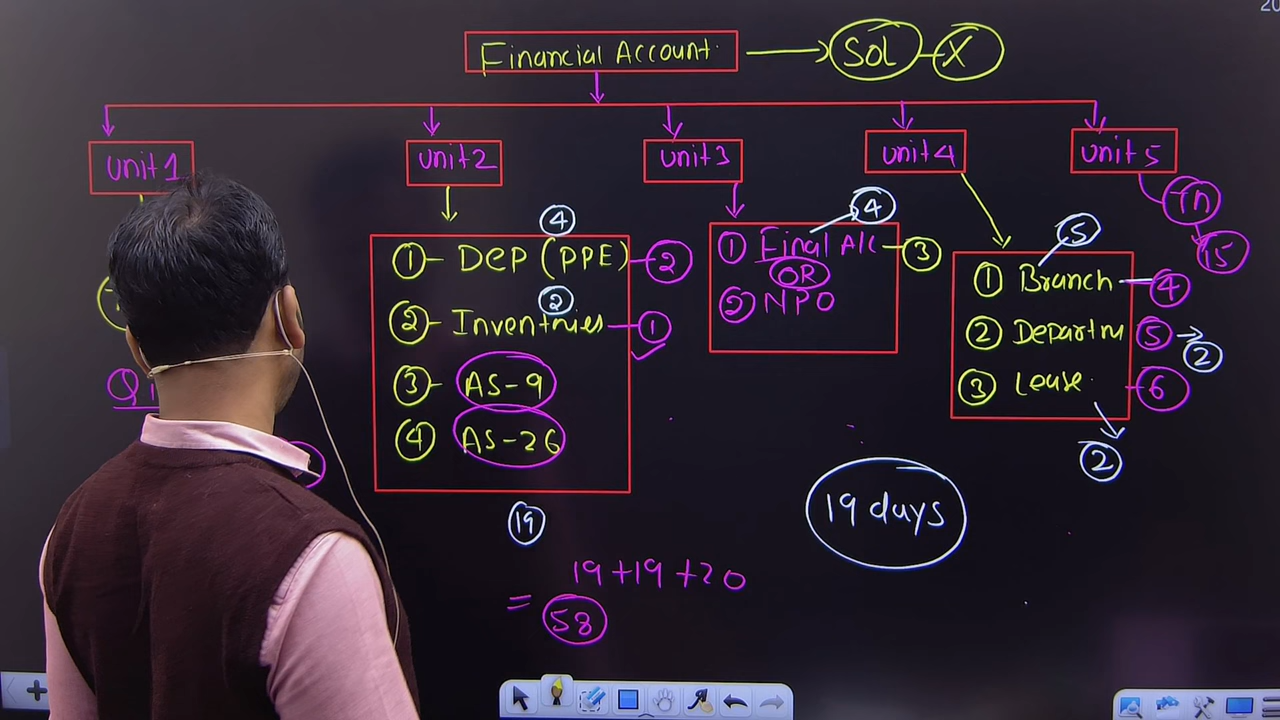 20
Financial Account. → SOL - X
unit 1
unit 2
unit 3
unit 4
unit 5
Tn
15
④
① - Dep (PPE) - ②
②
② - Inventries - ①
③ - AS-9
④ - AS-26
④
① Final A/c - ③
OR
② NPO
⑤
① Branch - ④
② Departm ⑤ → ②
③ Lease. - ⑥
②
Q
19
19 days
19 + 19 + 20
= 58